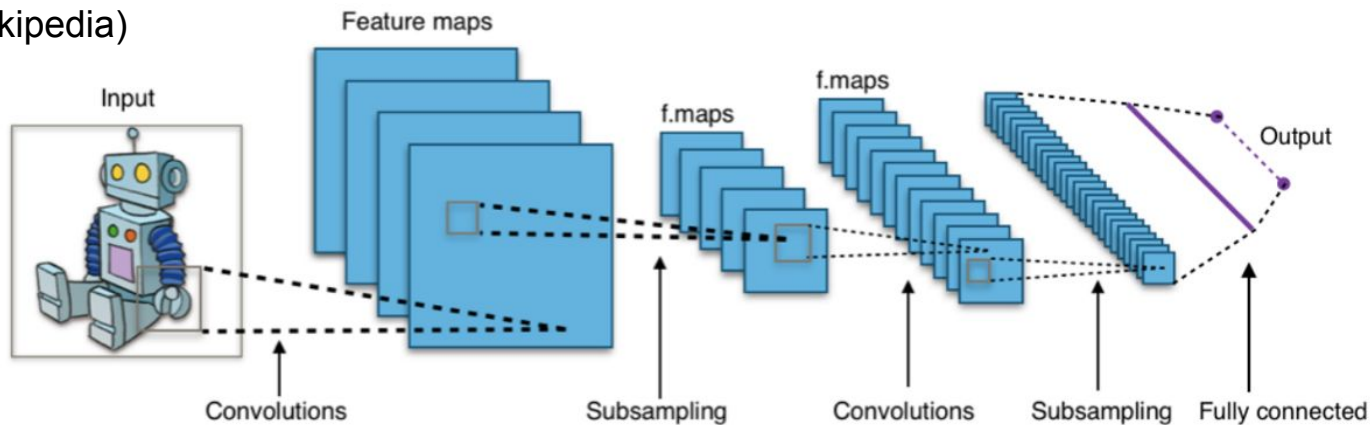 kipedia)
Feature maps
Input
f.maps
f.maps
Output
Convolutions
Subsampling
Convolutions
Subsampling
Fully connected